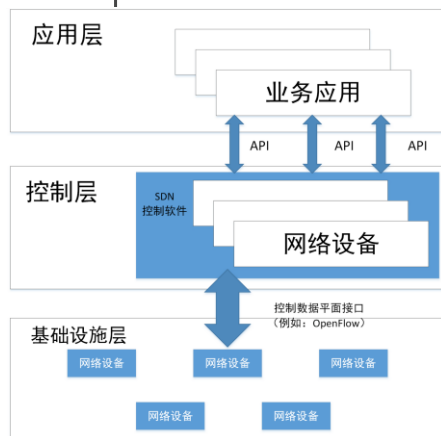 应用层
业务应用
API
API
API
控制层
SDN
控制软件
网络设备
控制数据平面接口
（例如：OpenFlow）
基础设施层
网络设备
网络设备
网络设备
网络设备
网络设备